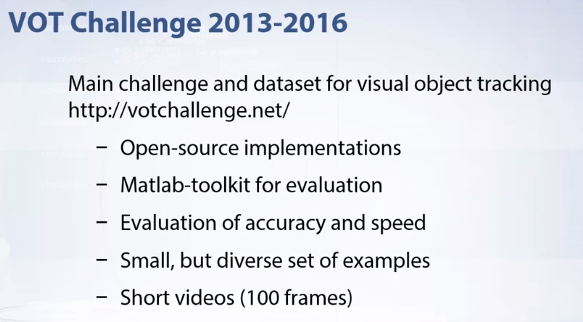 VOT Challenge 2013-2016
Main challenge and dataset for visual object tracking
http://votchallenge.net/
– Open-source implementations
– Matlab-toolkit for evaluation
– Evaluation of accuracy and speed
– Small, but diverse set of examples
– Short videos (100 frames)